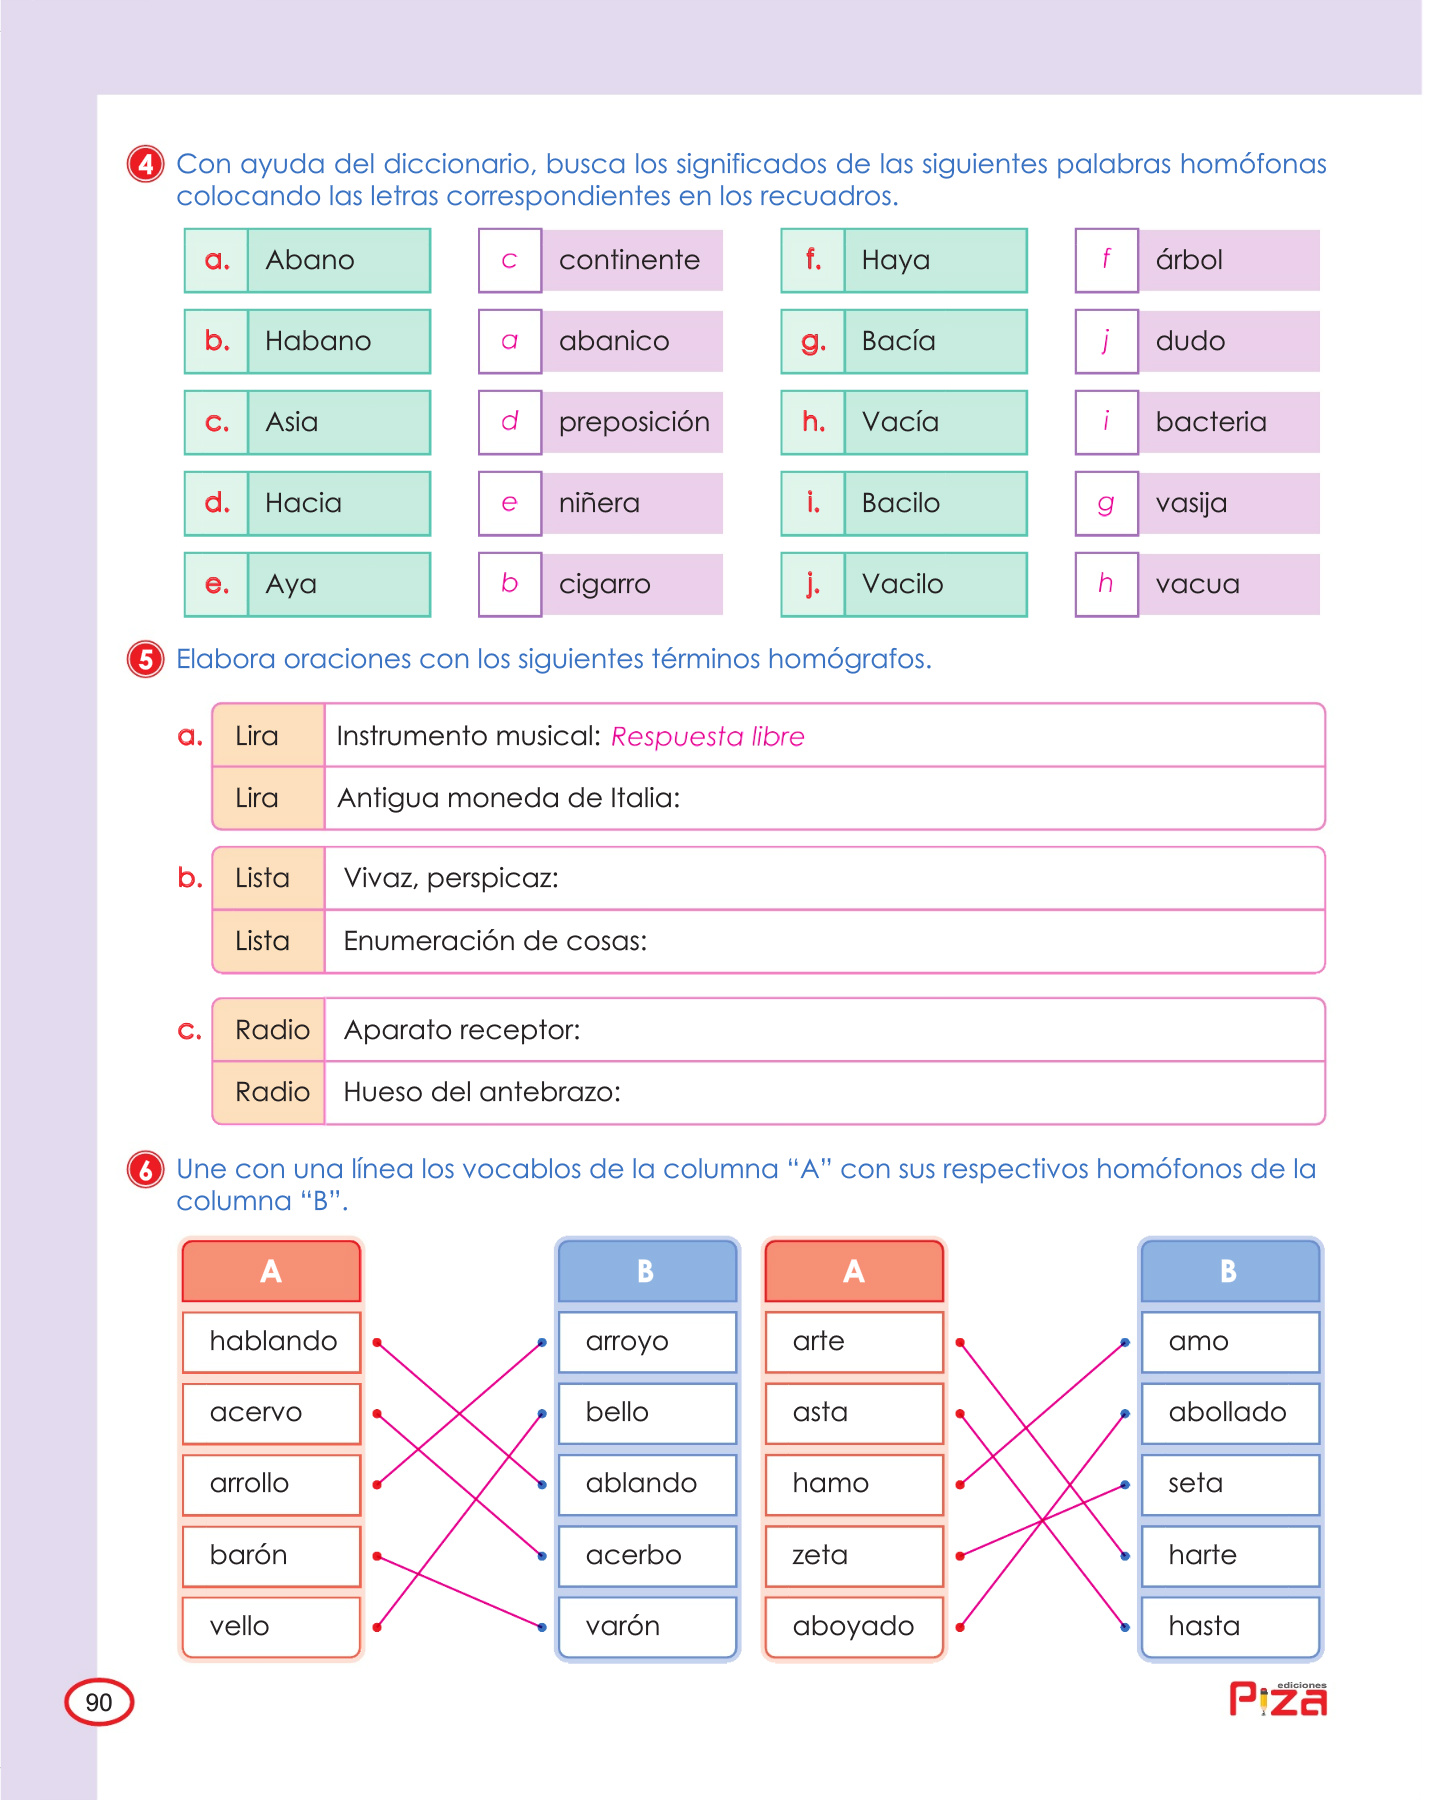 4 Con ayuda del diccionario, busca los significados de las siguientes palabras homófonas
colocando las letras correspondientes en los recuadros.
a. Abano c continente f. Haya f árbol
b. Habano a abanico g. Bacía j dudo
c. Asia d preposición h. Vacía i bacteria
d. Hacia e niñera i. Bacilo g vasija
e. Aya b cigarro j. Vacilo h vacua
5 Elabora oraciones con los siguientes términos homógrafos.
a. Lira Instrumento musical: Respuesta libre
Lira Antigua moneda de Italia:
b. Lista Vivaz, perspicaz:
Lista Enumeración de cosas:
c. Radio Aparato receptor:
Radio Hueso del antebrazo:
6 Une con una línea los vocablos de la columna “A” con sus respectivos homófonos de la
columna “B”.
A B A B
hablando arroyo arte amo
acervo bello asta abollado
arrollo ablando hamo seta
barón acerbo zeta harte
vello varón aboyado hasta
90
ediciones
Piza